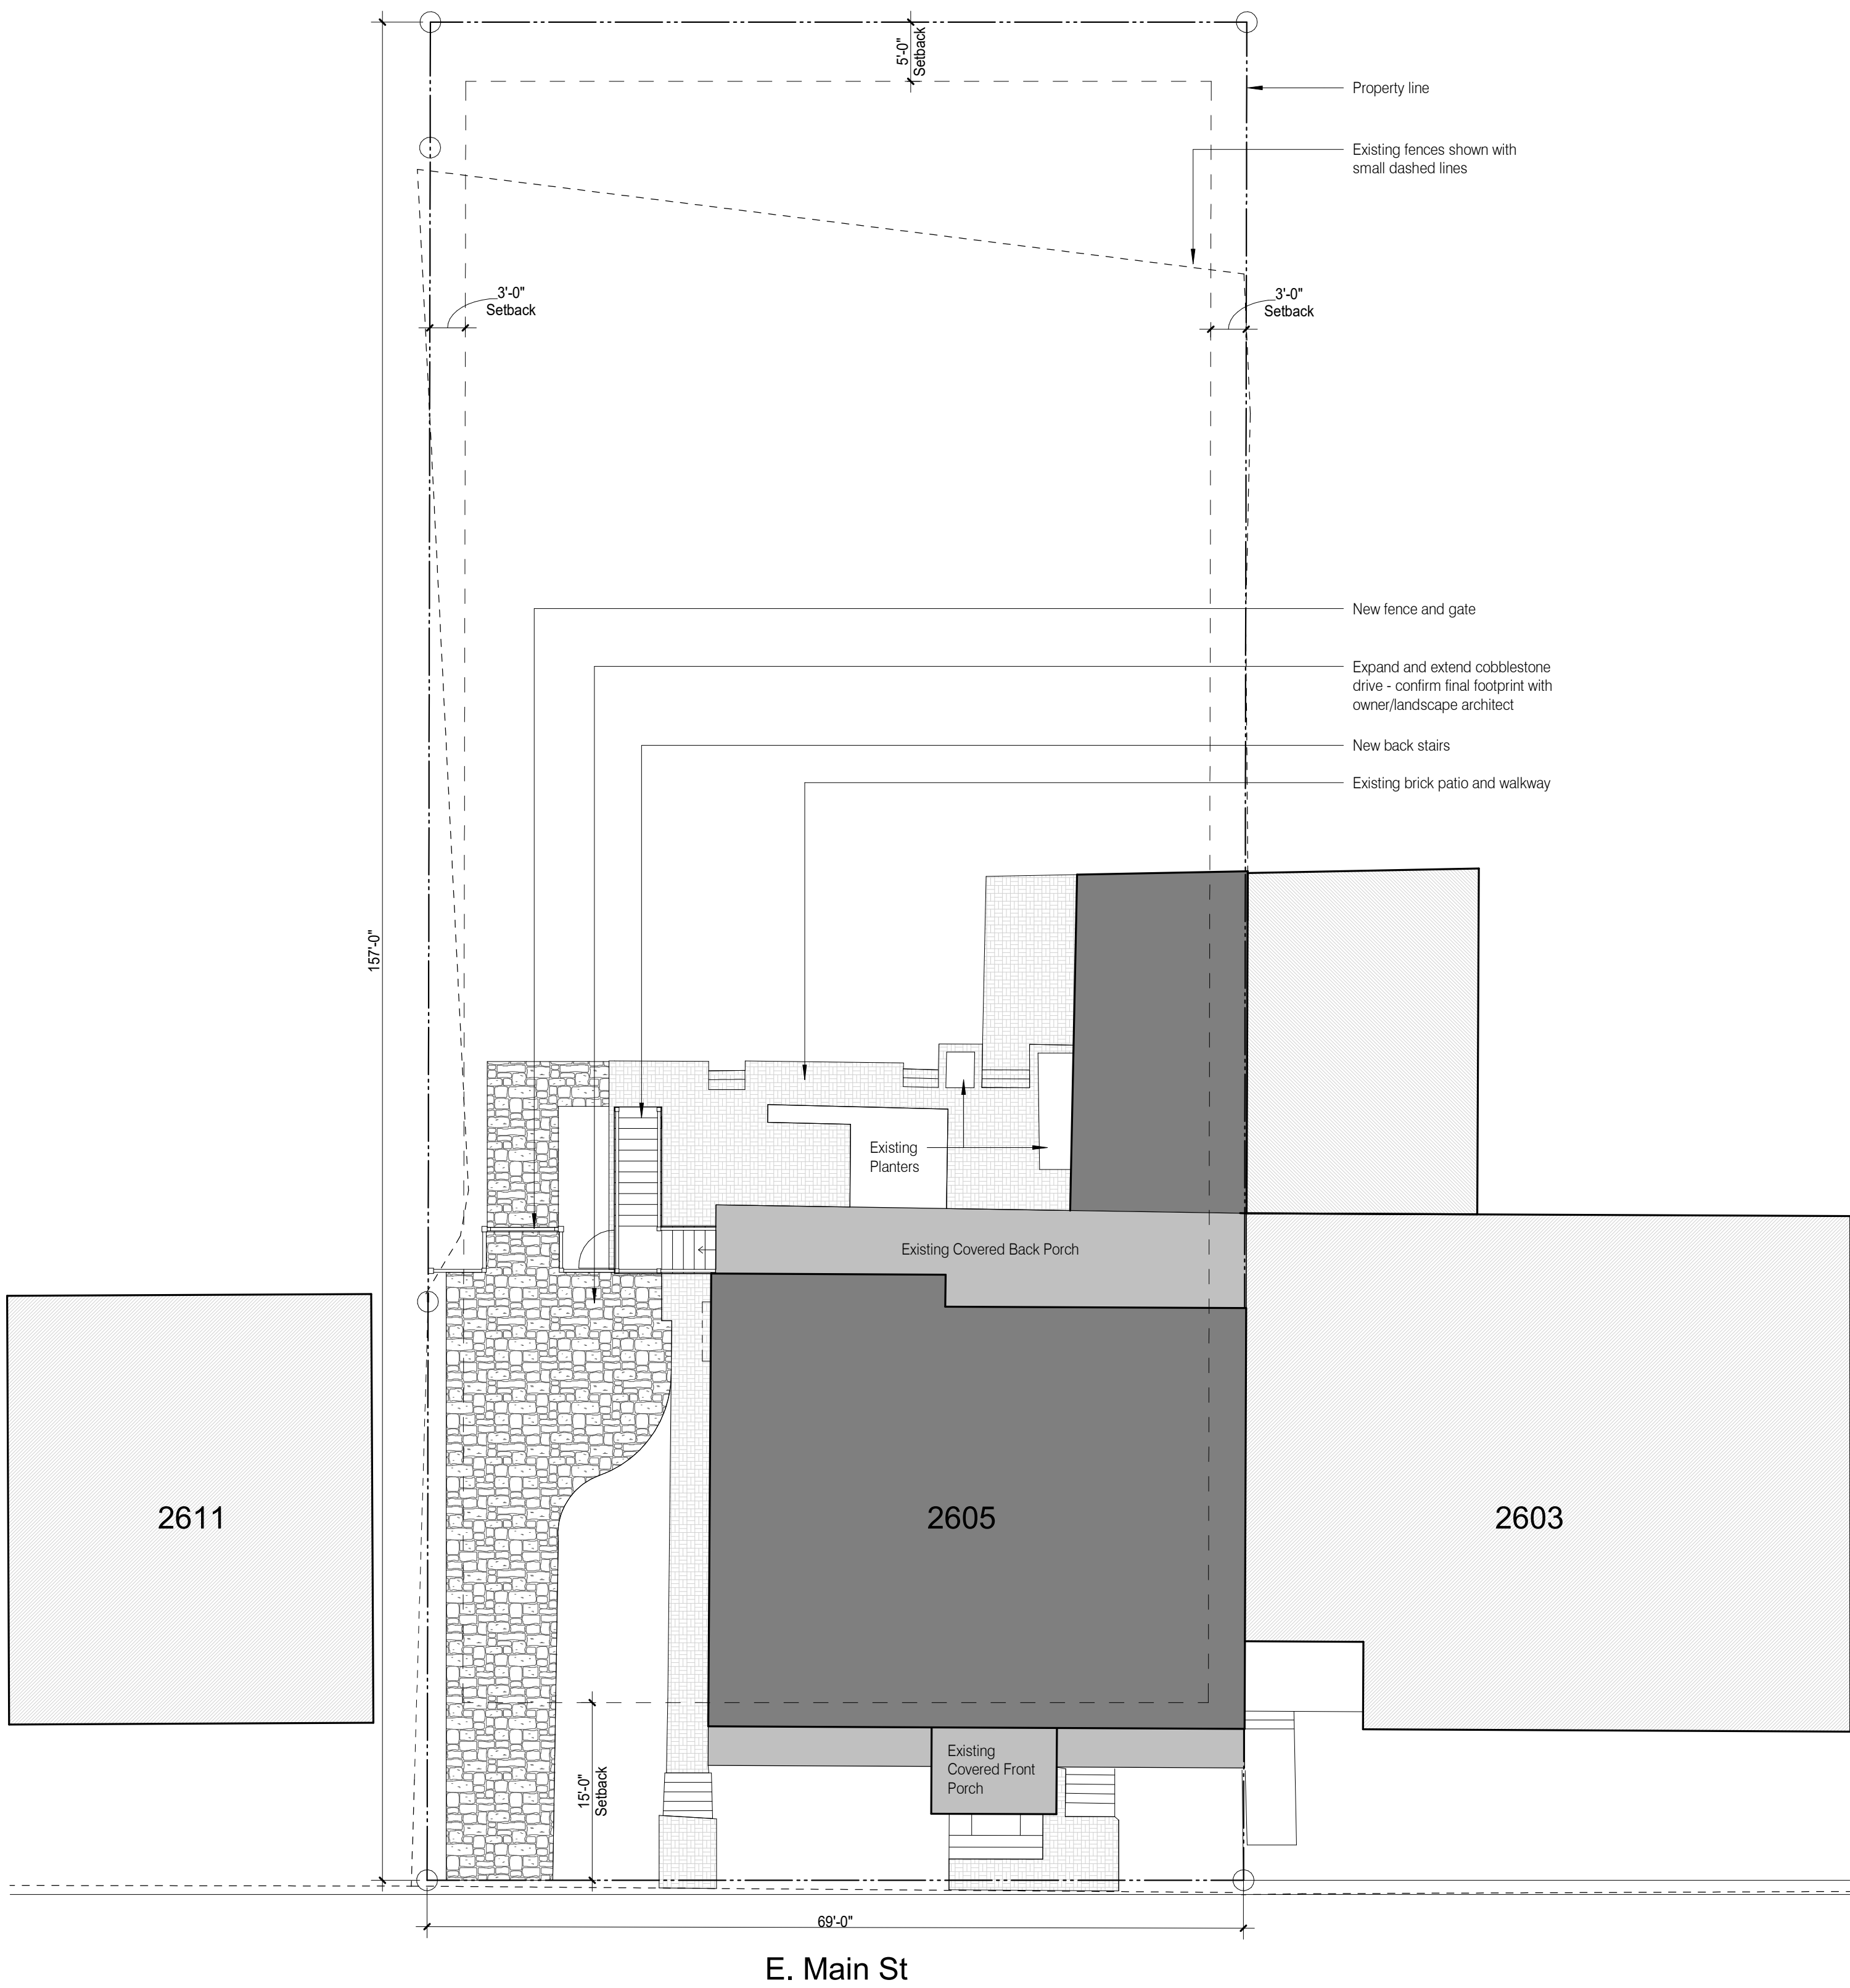 5'-0"
Setback
Property line
Existing fences shown with
small dashed lines
3'-0"
Setback
3'-0"
Setback
New fence and gate
Expand and extend cobblestone
drive - confirm final footprint with
owner/landscape architect
New back stairs
Existing brick patio and walkway
157'-0"
Existing
Planters
Existing Covered Back Porch
2611
2605
2603
Existing
Covered Front
Porch
15'-0"
Setback
69'-0"
E. Main St